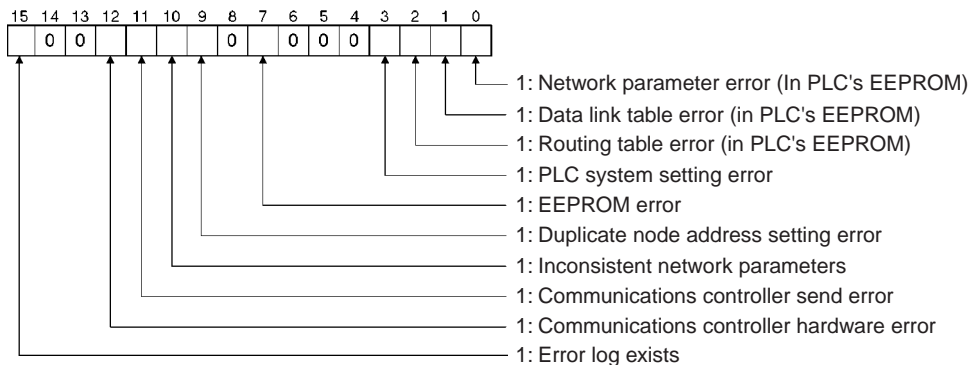 15 14 13 12 11 10 9 8 7 6 5 4 3 2 1 0
0 0 0 0 0 0
1: Network parameter error (In PLC's EEPROM)
1: Data link table error (in PLC's EEPROM)
1: Routing table error (in PLC's EEPROM)
1: PLC system setting error
1: EEPROM error
1: Duplicate node address setting error
1: Inconsistent network parameters
1: Communications controller send error
1: Communications controller hardware error
1: Error log exists